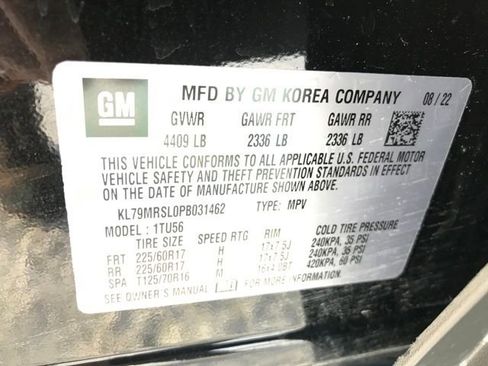 GM
MFD BY GM KOREA COMPANY 08/22
GVWR GAWR FRT GAWR RR
4409 LB 2336 LB 2336 LB
THIS VEHICLE CONFORMS TO ALL APPLICABLE U.S. FEDERAL MOTOR
VEHICLE SAFETY AND THEFT PREVENTION STANDARDS IN EFFECT
ON THE DATE OF MANUFACTURE SHOWN ABOVE.
KL79MRSL0PB031462 TYPE: MPV
MODEL: 1TU56
TIRE SIZE SPEED RTG RIM COLD TIRE PRESSURE
FRT 225/60R17 H 17x7.5J 240KPA, 35 PSI
RR 225/60R17 H 17x7.5J 240KPA, 35 PSI
SPA T125/70R16 M 16x4.0BT 420KPA, 60 PSI
SEE OWNER'S MANUAL FOR MORE INFORMATION.